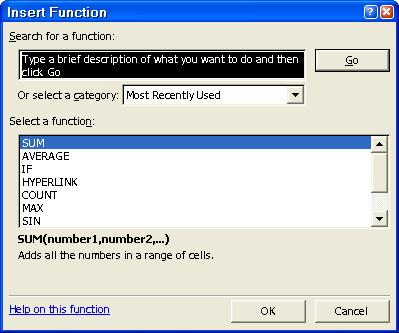 Insert Function
Search for a function:
Type a brief description of what you want to do and then
click Go
Go
Or select a category:
Most Recently Used
Select a function:
SUM
AVERAGE
IF
HYPERLINK
COUNT
MAX
SIN
SUM(number1,number2,...)
Adds all the numbers in a range of cells.
Help on this function
OK
Cancel